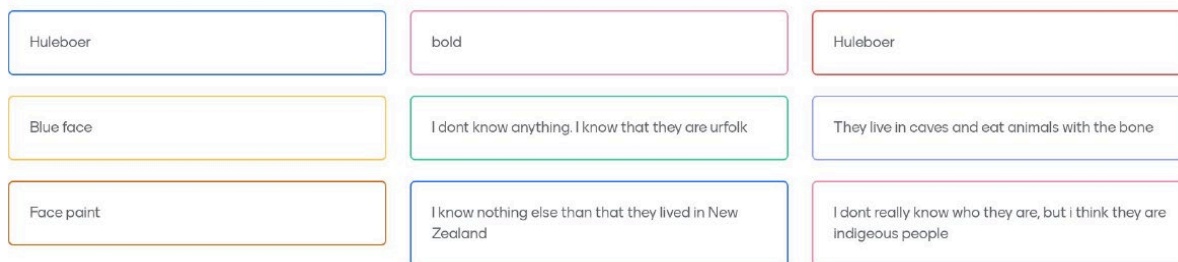 Huleboer
bold
Huleboer
Blue face
I dont know anything. I know that they are urfolk
They live in caves and eat animals with the bone
Face paint
I know nothing else than that they lived in New
Zealand
I dont really know who they are, but i think they are
indigeous people